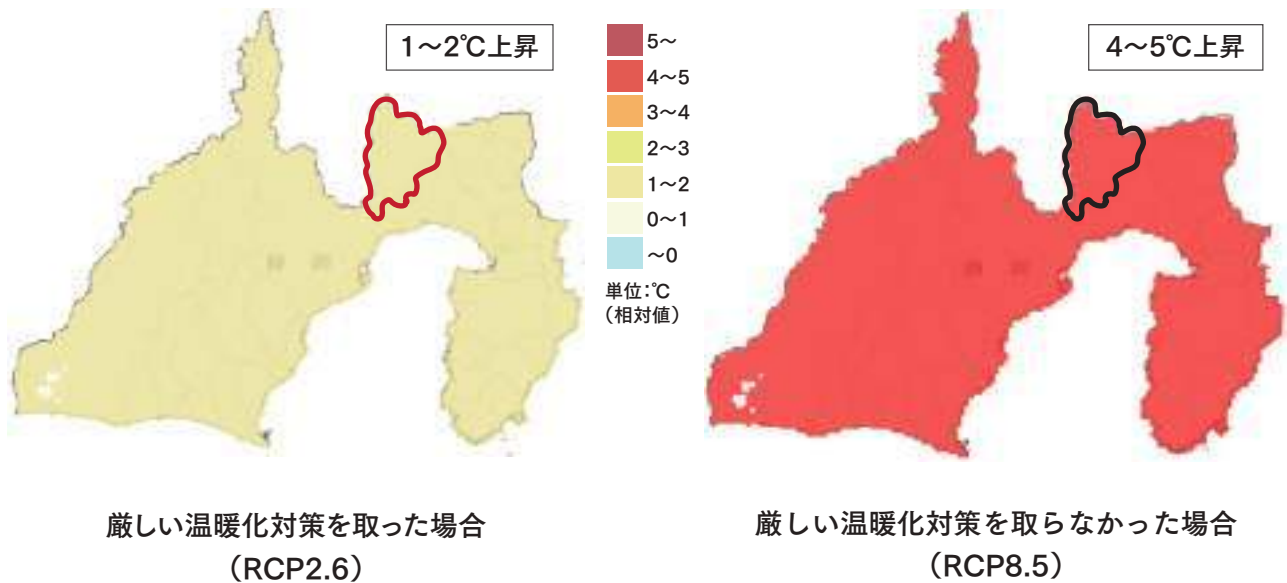 1～2℃上昇
5～
4～5
3～4
2～3
1～2
0～1
～0
単位：℃
（相対値）
4～5℃上昇
厳しい温暖化対策を取った場合
（RCP2.6）
厳しい温暖化対策を取らなかった場合
（RCP8.5）